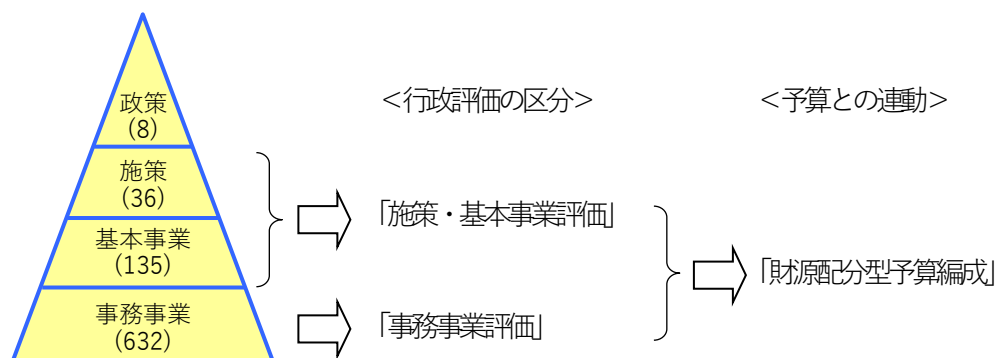 <行政評価の区分>
<予算との連動>
政策
(8)
施策
(36)
基本事業
(135)
事務事業
(632)
「施策・基本事業評価」
「事務事業評価」
「財源配分型予算編成」